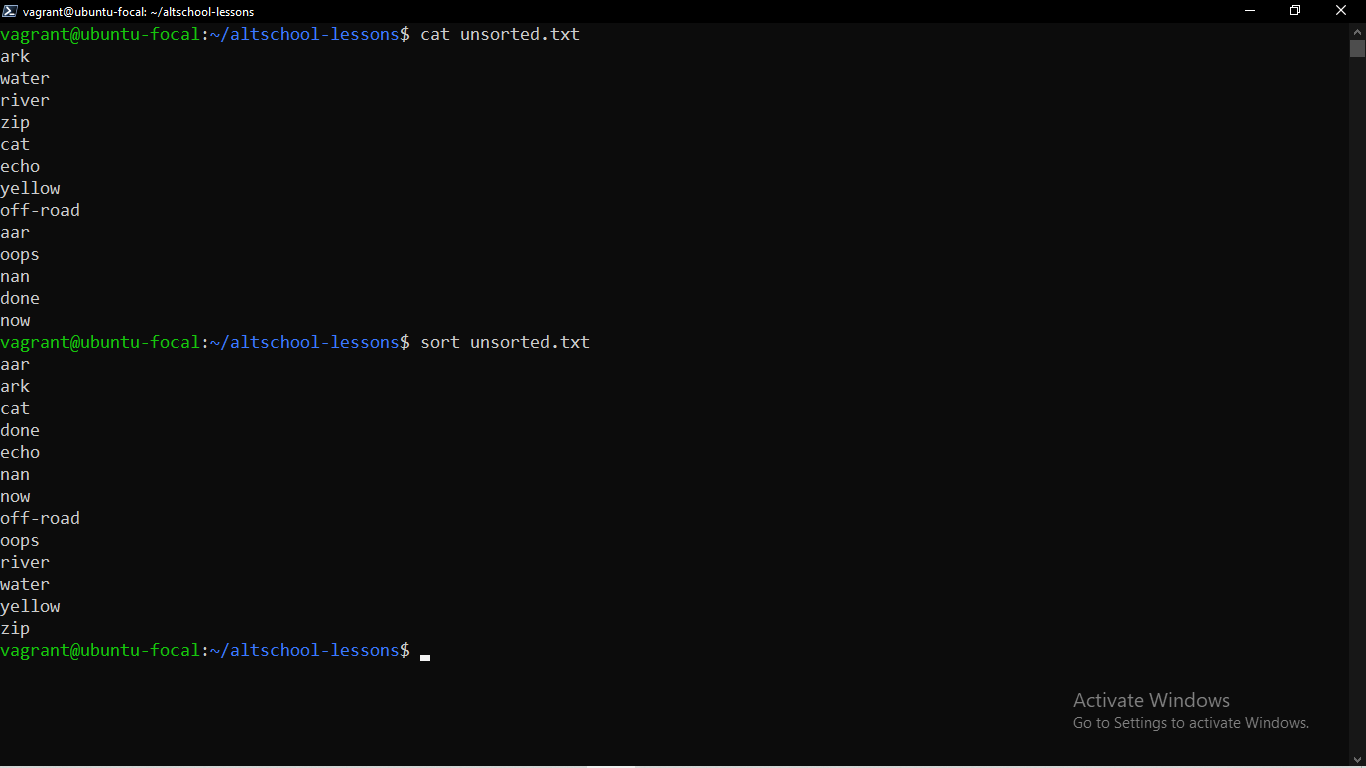 vagrant@ubuntu-focal: ~/altschool-lessons
vagrant@ubuntu-focal:~/altschool-lessons$ cat unsorted.txt
ark
water
river
zip
cat
echo
yellow
off-road
aar
oops
nan
done
now
vagrant@ubuntu-focal:~/altschool-lessons$ sort unsorted.txt
aar
ark
cat
done
echo
nan
now
off-road
oops
river
water
yellow
zip
vagrant@ubuntu-focal:~/altschool-lessons$
Activate Windows
Go to Settings to activate Windows.